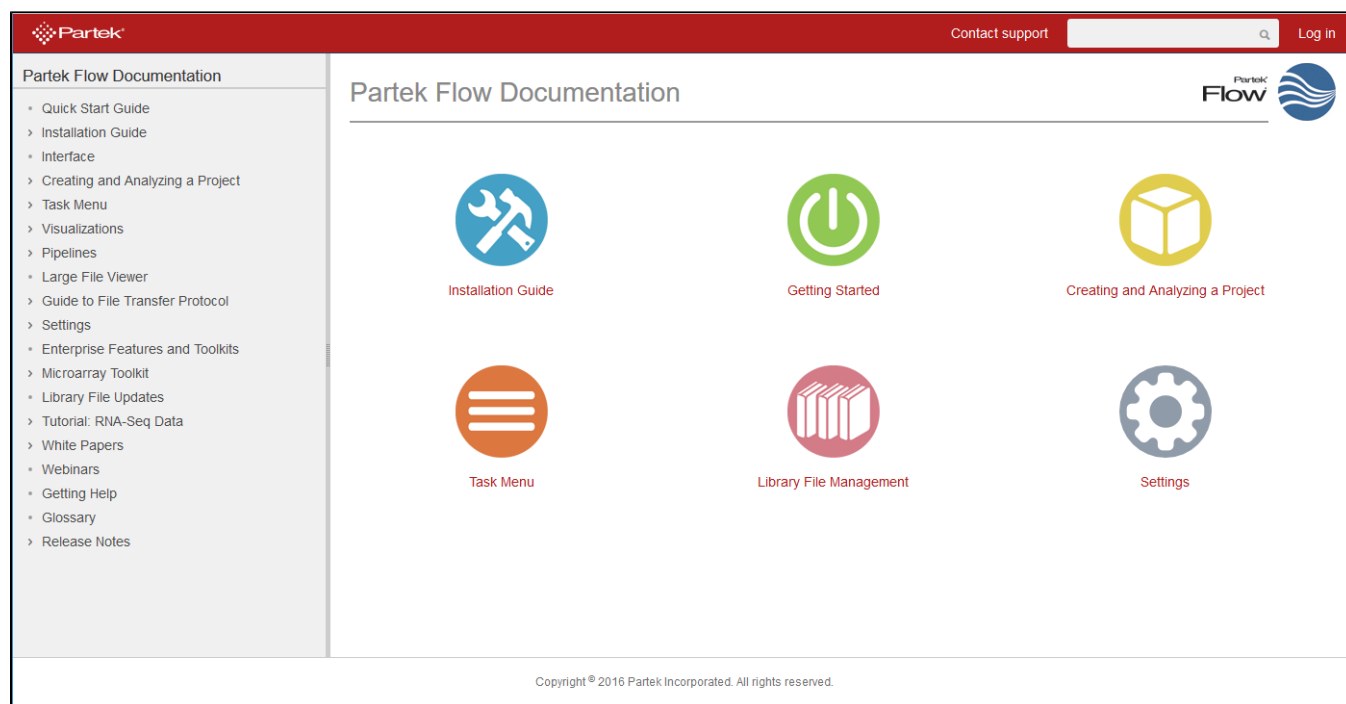 Partek
Contact support
Log in
Partek Flow Documentation
Quick Start Guide
Installation Guide
Interface
Creating and Analyzing a Project
Task Menu
Visualizations
Pipelines
Large File Viewer
Guide to File Transfer Protocol
Settings
Enterprise Features and Toolkits
Microarray Toolkit
Library File Updates
Tutorial: RNA-Seq Data
White Papers
Webinars
Getting Help
Glossary
Release Notes
Partek Flow Documentation
Partek
Flow
Installation Guide
Getting Started
Creating and Analyzing a Project
Task Menu
Library File Management
Settings
Copyright ® 2016 Partek Incorporated. All rights reserved.